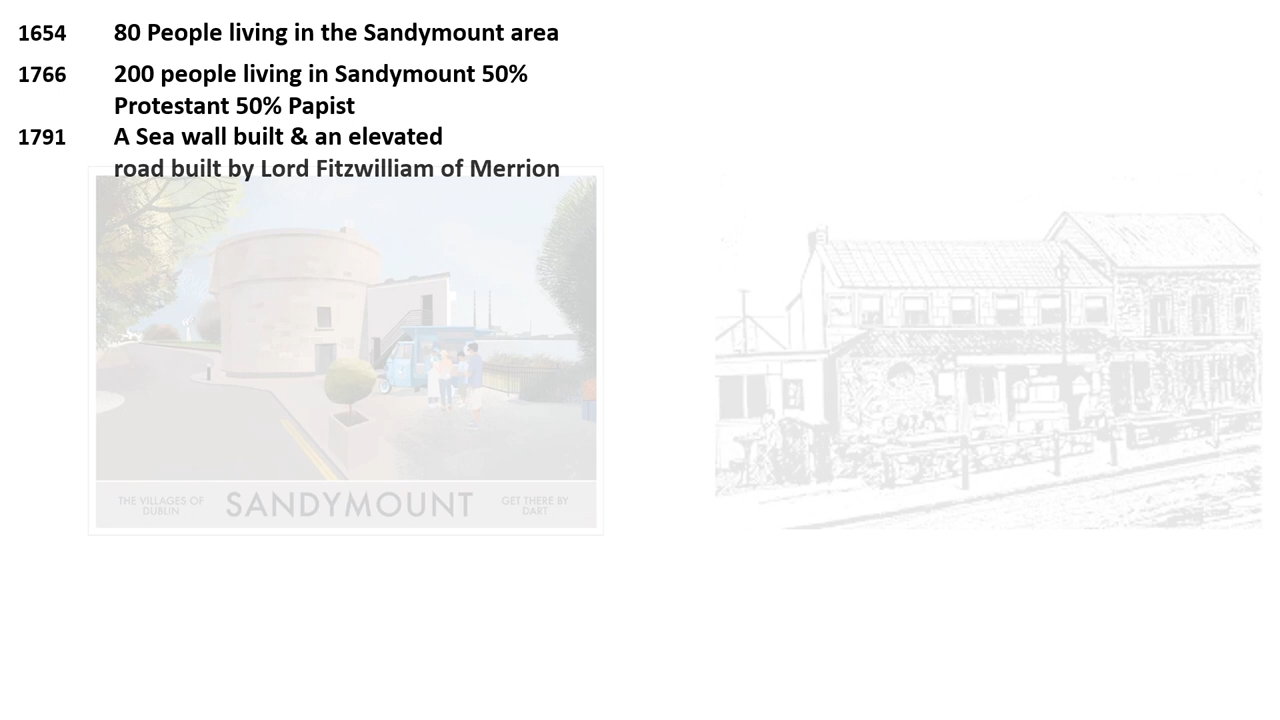 1654 80 People living in the Sandymount area
1766 200 people living in Sandymount 50%
Protestant 50% Papist
1791 A Sea wall built & an elevated
road built by Lord Fitzwilliam of Merrion
THE VILLAGES OF
DUBLIN
SANDYMOUNT
GET THERE BY
DART